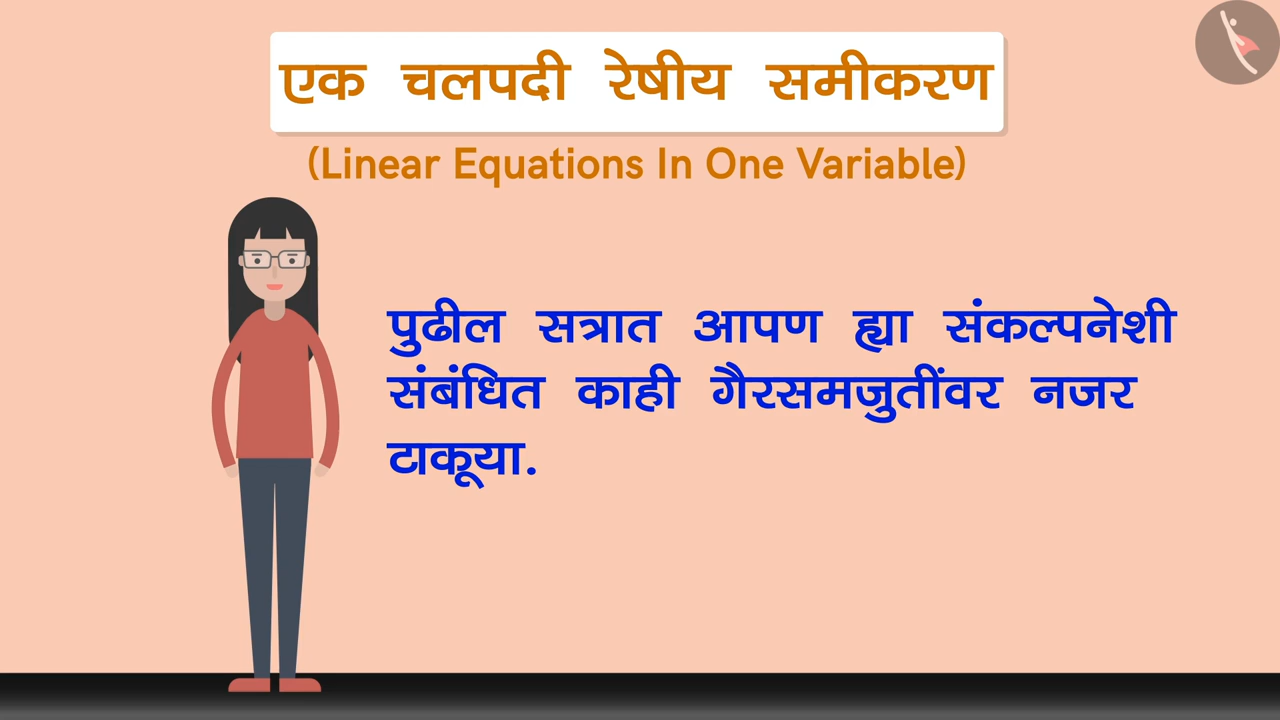 एक चलपदी रेषीय समीकरण
(Linear Equations In One Variable)
पुढील सत्रात आपण ह्या संकल्पनेशी
संबंधित काही गैरसमजुतींवर नजर
टाकूया.